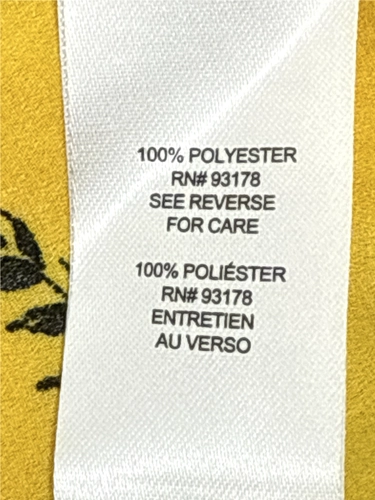 100% POLYESTER
RN# 93178
SEE REVERSE
FOR CARE
100% POLIÉSTER
RN# 93178
ENTRETIEN
AU VERSO